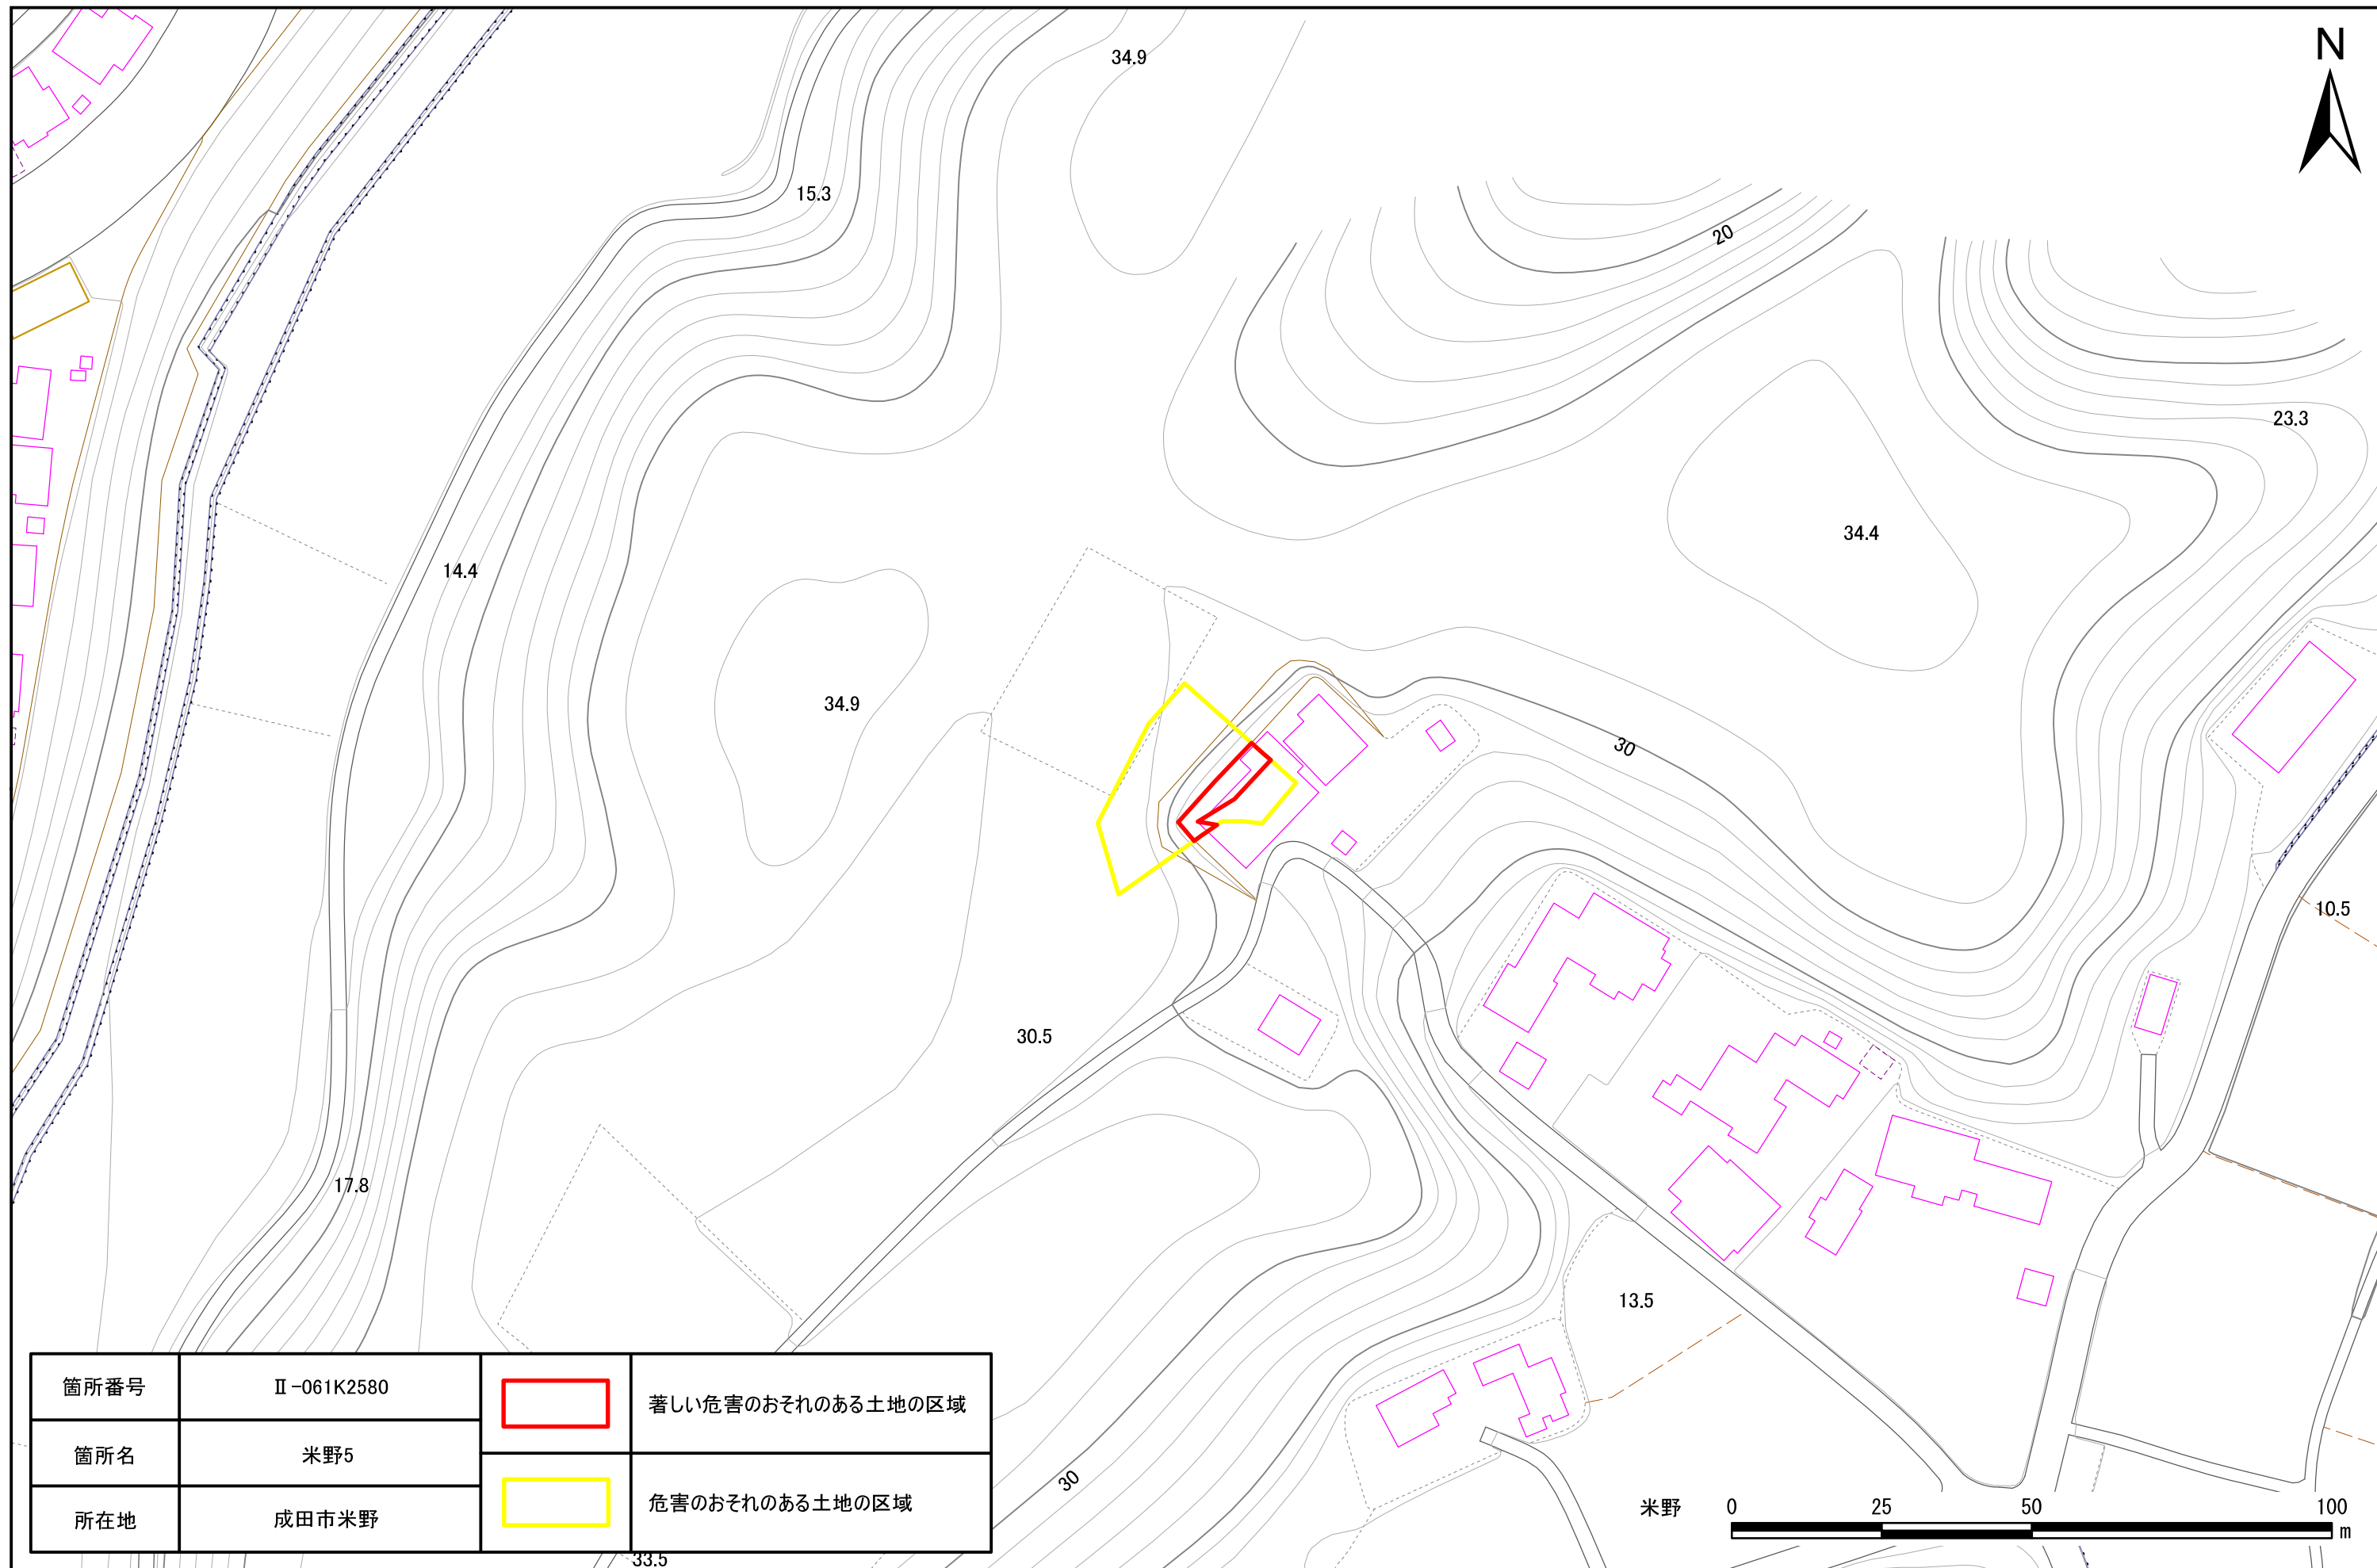 34.9
N
15.3
20
23.3
34.4
14.4
34.9
30
10.5
30.5
17.8
13.5
箇所番号 Ⅱ-061K2580
著しい危害のおそれのある土地の区域
箇所名 米野5
30
危害のおそれのある土地の区域
所在地 成田市米野
米野 0 25 50 100
m
33.5